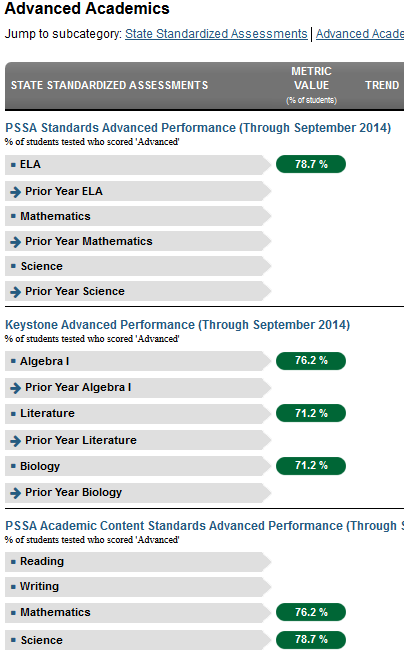 Advanced Academics
Jump to subcategory: State Standardized Assessments | Advanced Acade
STATE STANDARDIZED ASSESSMENTS METRIC VALUE (% of students) TREND
PSSA Standards Advanced Performance (Through September 2014)
% of students tested who scored 'Advanced'
ELA 78.7 %
Prior Year ELA
Mathematics
Prior Year Mathematics
Science
Prior Year Science
Keystone Advanced Performance (Through September 2014)
% of students tested who scored 'Advanced'
Algebra I 76.2 %
Prior Year Algebra I
Literature 71.2 %
Prior Year Literature
Biology 71.2 %
Prior Year Biology
PSSA Academic Content Standards Advanced Performance (Through S
% of students tested who scored 'Advanced'
Reading
Writing
Mathematics 76.2 %
Science 78.7 %